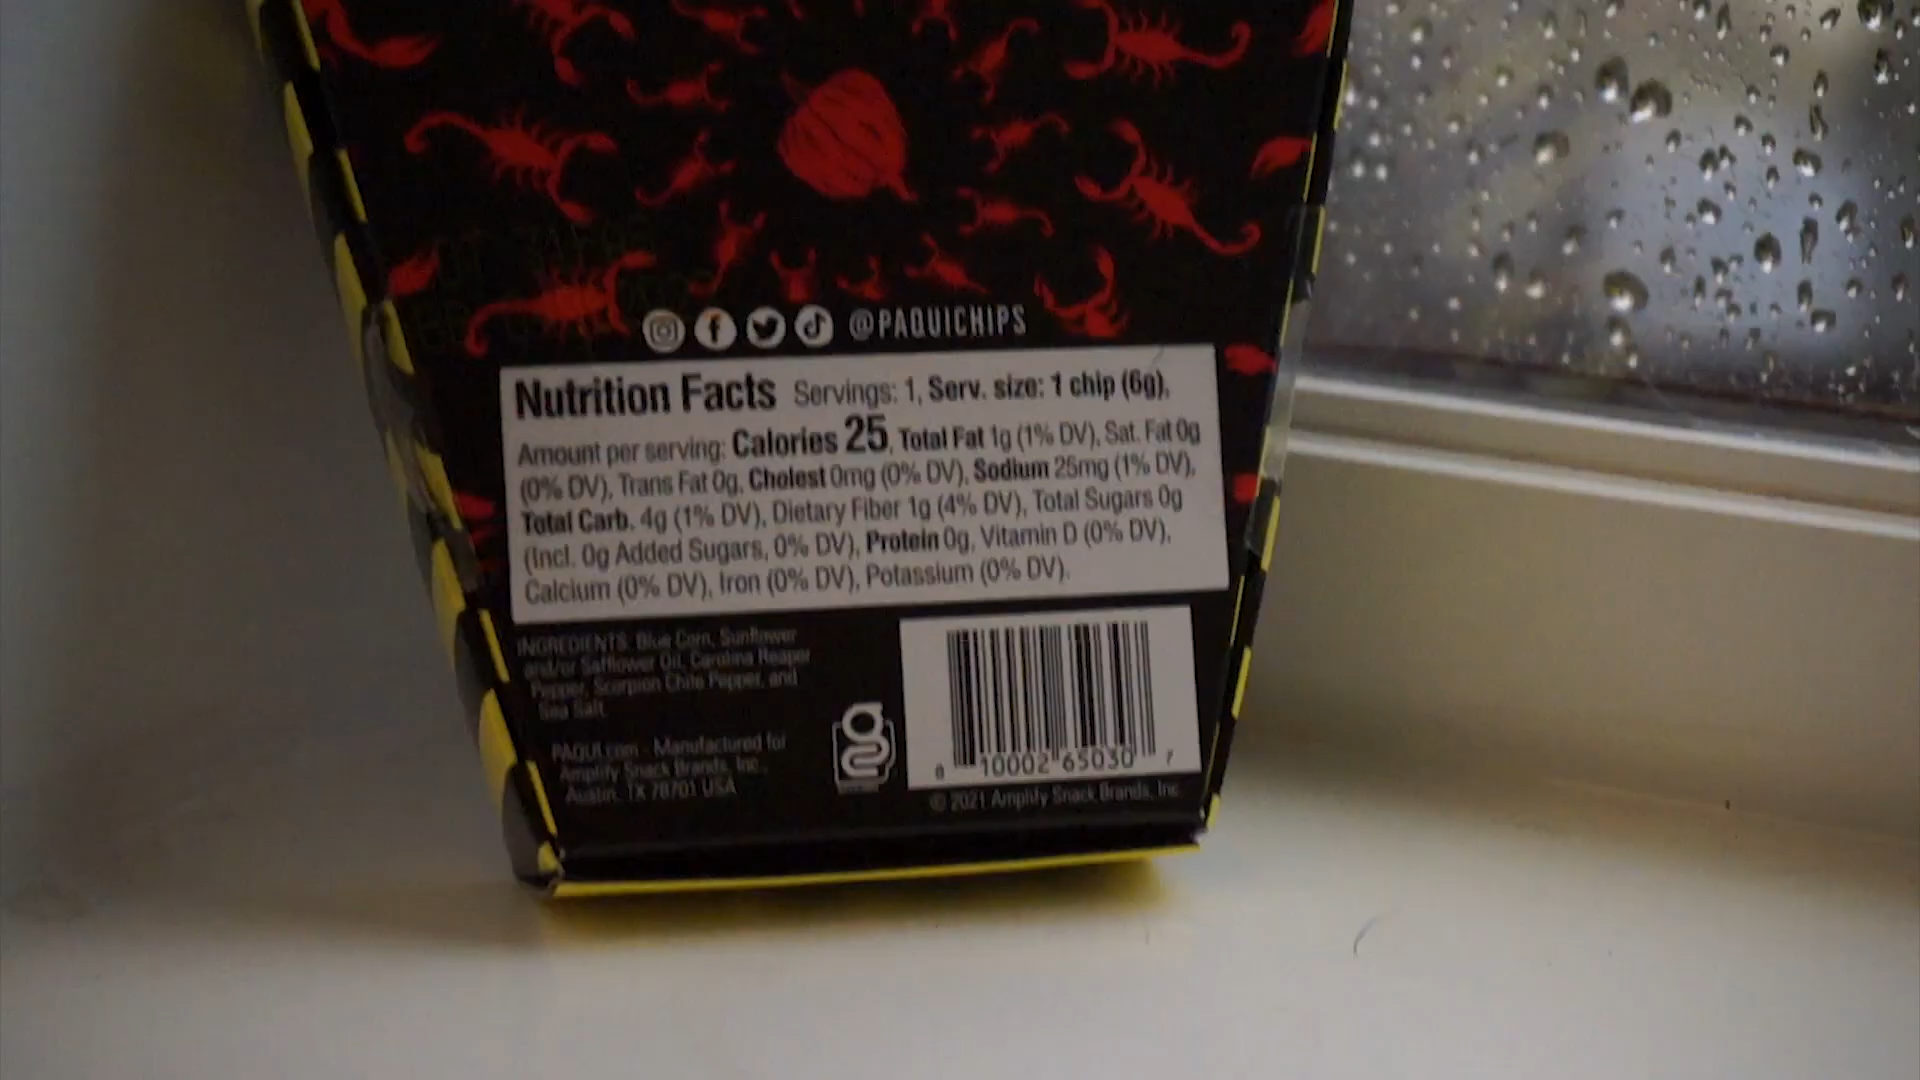 @PAQUICHIPS
Nutrition Facts Servings: 1, Serv. size: 1 chip (6g),
Amount per serving: Calories 25, Total Fat 1g (1% DV), Sat. Fat 0g
(0% DV), Trans Fat 0g, Cholest 0mg (0% DV), Sodium 25mg (1% DV),
Total Carb. 4g (1% DV), Dietary Fiber 1g (4% DV), Total Sugars 0g
(Incl. 0g Added Sugars, 0% DV), Protein 0g, Vitamin D (0% DV),
Calcium (0% DV), Iron (0% DV), Potassium (0% DV).
INGREDIENTS: Blue Corn, Sunflower
and/or Safflower Oil, Carolina Reaper
Pepper, Scorpion Chile Pepper, and
Sea Salt
PAQUI.com - Manufactured for
Amplify Snack Brands, Inc.,
Austin, TX 78701 USA
8 10002 65030 7
© 2021 Amplify Snack Brands, Inc